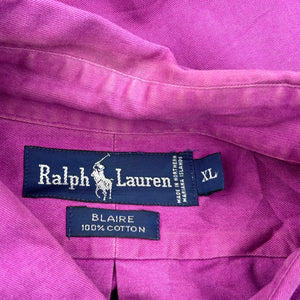 Ralph Lauren
MADE IN NORTHERN
MARIANA ISLANDS
XL
BLAIRE
100% COTTON